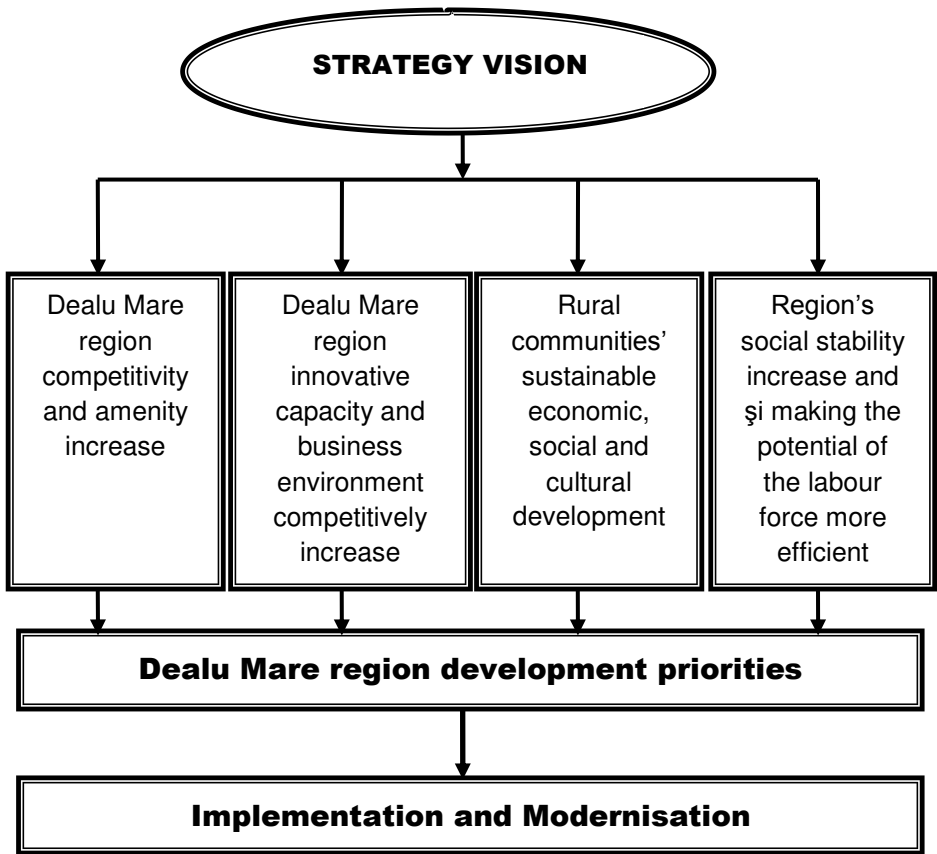 STRATEGY VISION
Dealu Mare
region
competitivity
and amenity
increase
Dealu Mare
region
innovative
capacity and
business
environment
competitively
increase
Rural
communities’
sustainable
economic,
social and
cultural
development
Region’s
social stability
increase and
şi making the
potential of
the labour
force more
efficient
Dealu Mare region development priorities
Implementation and Modernisation